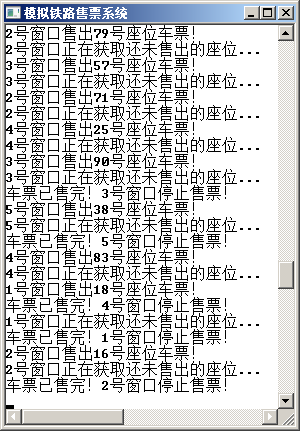 模拟铁路售票系统
2号窗口售出79号座位车票!
2号窗口正在获取还未售出的座位...
3号窗口售出57号座位车票!
3号窗口正在获取还未售出的座位...
2号窗口售出71号座位车票!
2号窗口正在获取还未售出的座位...
4号窗口售出25号座位车票!
4号窗口正在获取还未售出的座位...
3号窗口售出90号座位车票!
3号窗口正在获取还未售出的座位...
车票已售完! 3号窗口停止售票!
5号窗口售出38号座位车票!
5号窗口正在获取还未售出的座位...
车票已售完! 5号窗口停止售票!
4号窗口售出83号座位车票!
4号窗口正在获取还未售出的座位...
1号窗口售出18号座位车票!
车票已售完! 4号窗口停止售票!
1号窗口正在获取还未售出的座位...
车票已售完! 1号窗口停止售票!
2号窗口售出16号座位车票!
2号窗口正在获取还未售出的座位...
车票已售完! 2号窗口停止售票!